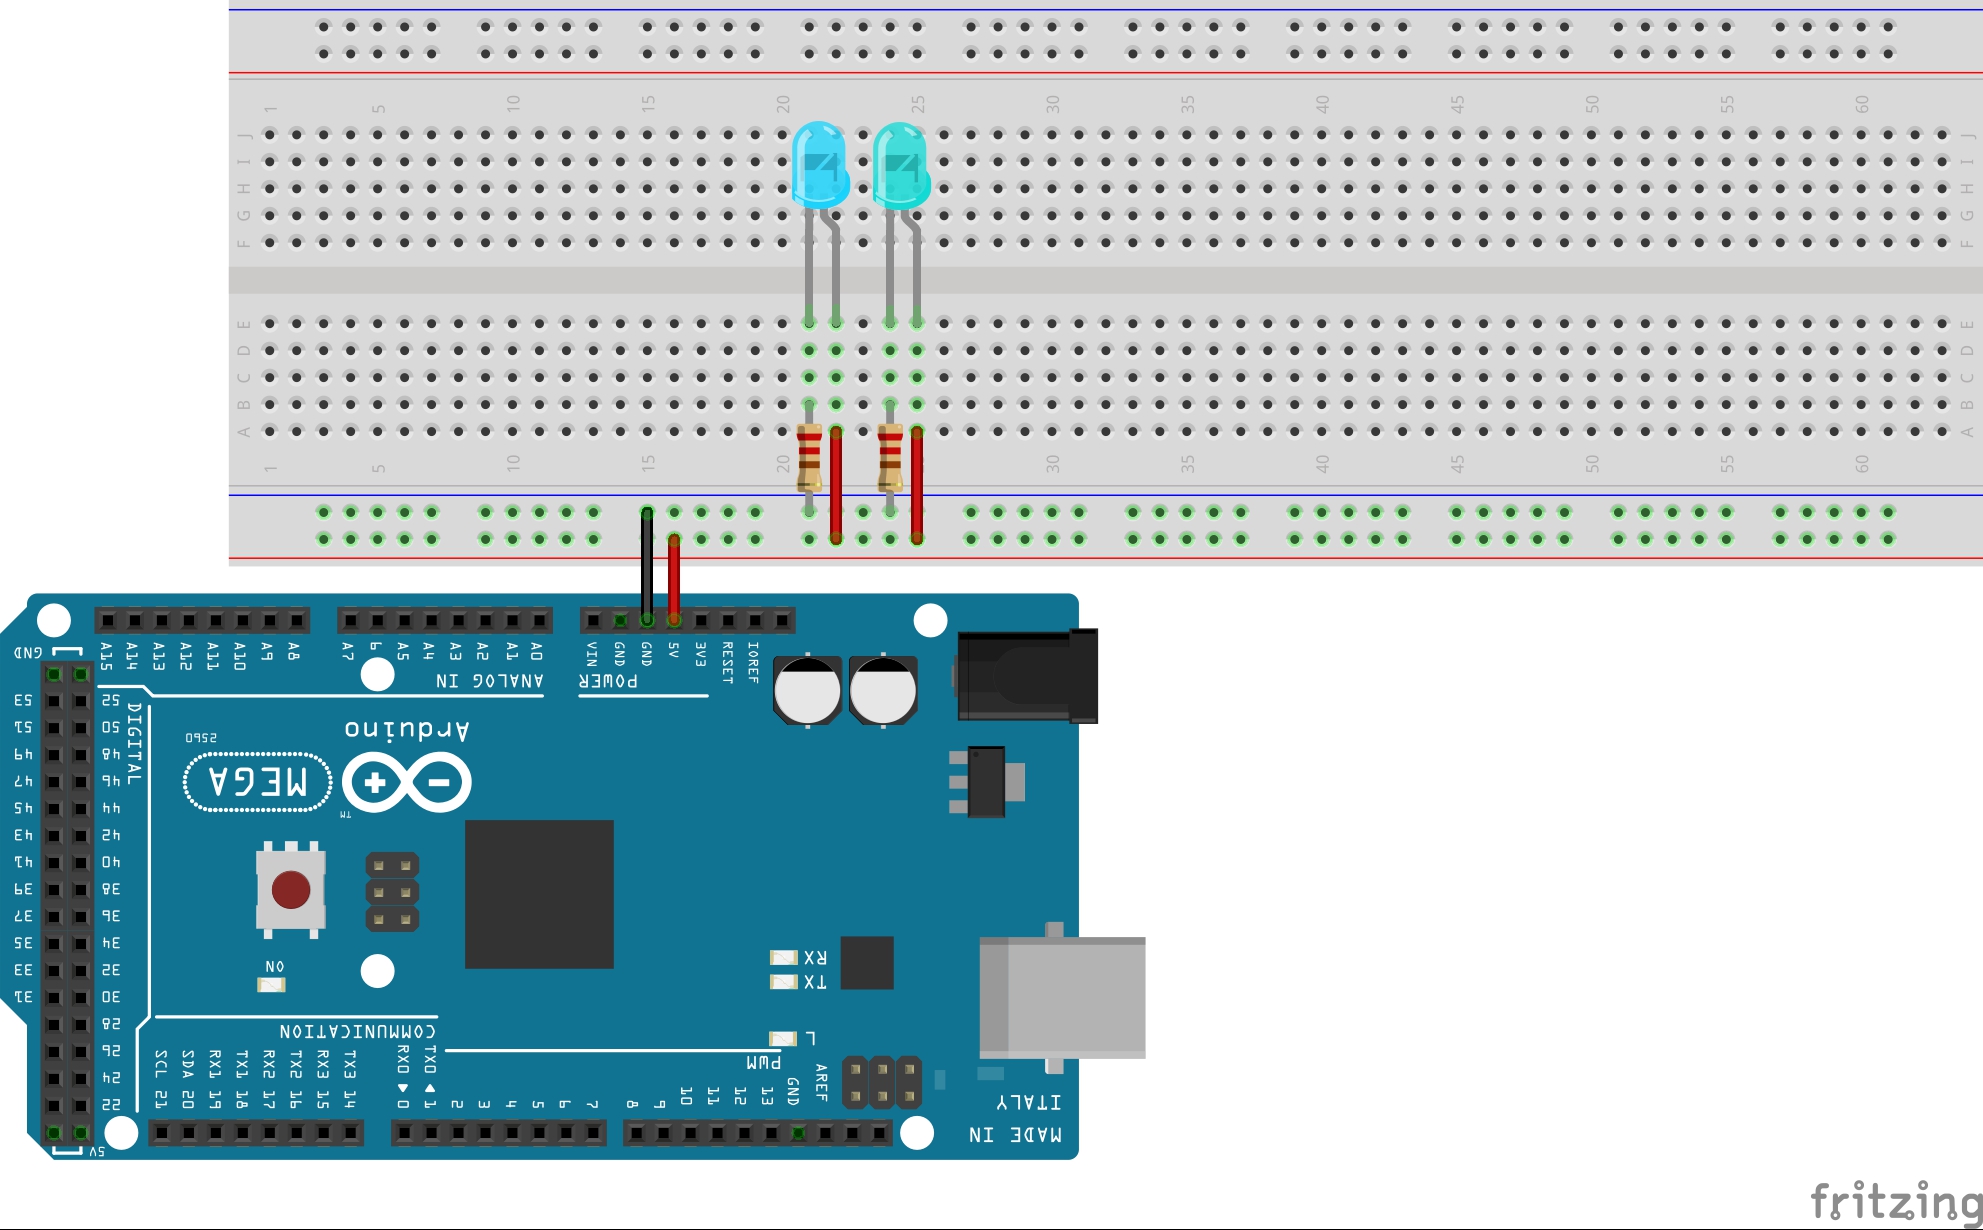 1 5 10 15 20 25 30 35 40 45 50 55 60
J J
I I
H H
G G
F F
E E
D D
C C
B B
A A
1 5 10 15 20 30 35 40 45 50 55 60
A15 A14 A13 A12 A11 A10 A9 A8 A7 6 A5 A4 A3 A2 A1 A0 VIN GND GND 5V 3V3 RESET IOREF
GND
ANALOG IN
POWER
DIGITAL
53 52
51 50
49 48
47 46
45 44
43 42
41 40
39 38
37 36
35 34
33 32
31 30
28
26
24
22
5V
Arduino
2560
MEGA
TM
ON
RX
TX
L
COMMUNICATION
PWM
SCL 21
SDA 20
RX1 19
TX1 18
RX2 17
TX2 16
RX3 15
TX3 14
RX0 0
TX0 1
2 3 4 5 6 7 8 9 10 11 12 13 GND AREF
MADE IN
ITALY
fritzing